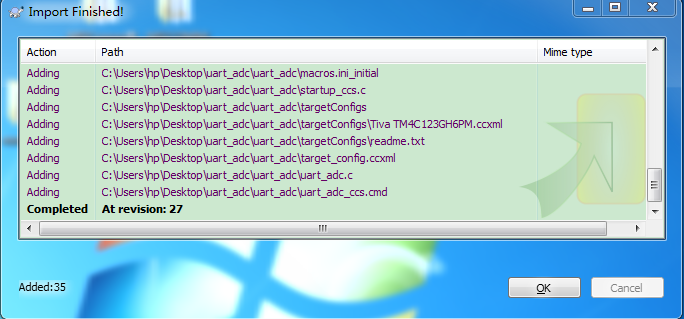 Import Finished!
Action Path Mime type
Adding C:\Users\hp\Desktop\uart_adc\uart_adc\macros.ini_initial
Adding C:\Users\hp\Desktop\uart_adc\uart_adc\startup_ccs.c
Adding C:\Users\hp\Desktop\uart_adc\uart_adc\targetConfigs
Adding C:\Users\hp\Desktop\uart_adc\uart_adc\targetConfigs\Tiva TM4C123GH6PM.ccxml
Adding C:\Users\hp\Desktop\uart_adc\uart_adc\targetConfigs\readme.txt
Adding C:\Users\hp\Desktop\uart_adc\uart_adc\target_config.ccxml
Adding C:\Users\hp\Desktop\uart_adc\uart_adc\uart_adc.c
Adding C:\Users\hp\Desktop\uart_adc\uart_adc\uart_adc_ccs.cmd
Completed At revision: 27
Added:35 OK Cancel